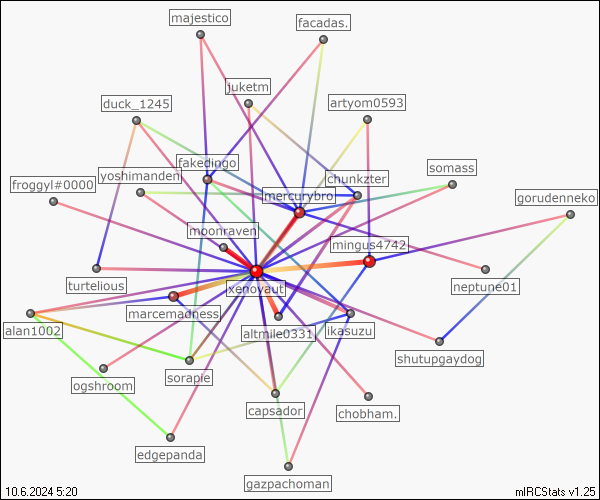 majestico
facadas.
juketm
duck_1245
artyom0593
fakedingo
yoshimanden
chunkzter
somass
froggyl#0000
mercurybro
gorudenneko
moonraven
mingus4742
turtelious
xenoyaut
neptune01
marcemadness
alan1002
altmile0331
ikasuzu
shutupgaydog
sorapie
ogshroom
capsador
chobham.
edgepanda
gazpachoman
10.6.2024 5:20
mIRCStats v1.25